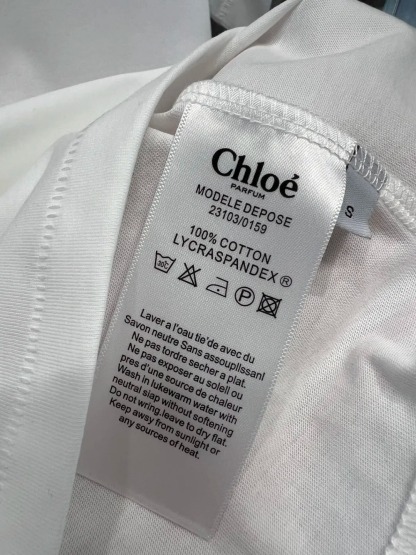 Chloé
PARFUM
MODELE DEPOSE
23103/0159
100% COTTON
LYCRASPANDEX®
30C
P
Laver a l'oau tie'de avec du
Savon neutre Sans assouplissanl
Ne pas tordre secher a plat.
Ne pas exposer au soleil ou
pres d'une source de chaleur
Wash in lukewarm water with
neutral siap without softening
Do not wring.leave to dry flat.
Keep away from sunlight or
any sources of heat.
S